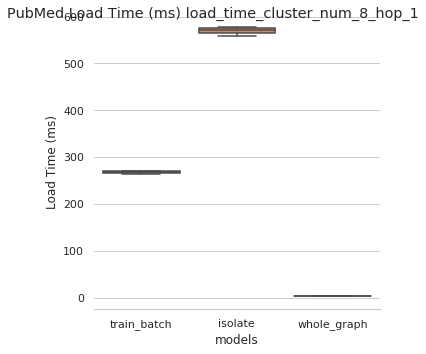 PubMed Load Time (ms) load_time_cluster_num_8_hop_1
600
500
400
300
200
100
0
Load Time (ms)
train_batch isolate whole_graph
models